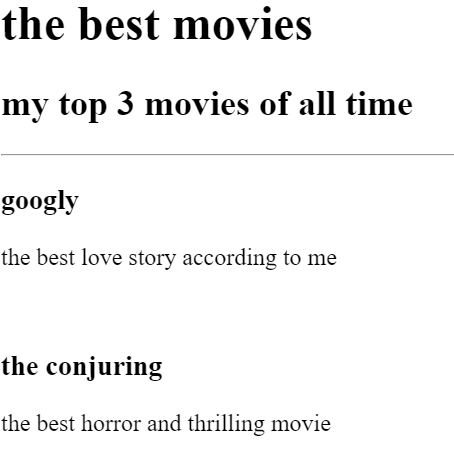 the best movies
my top 3 movies of all time
googly
the best love story according to me
the conjuring
the best horror and thrilling movie